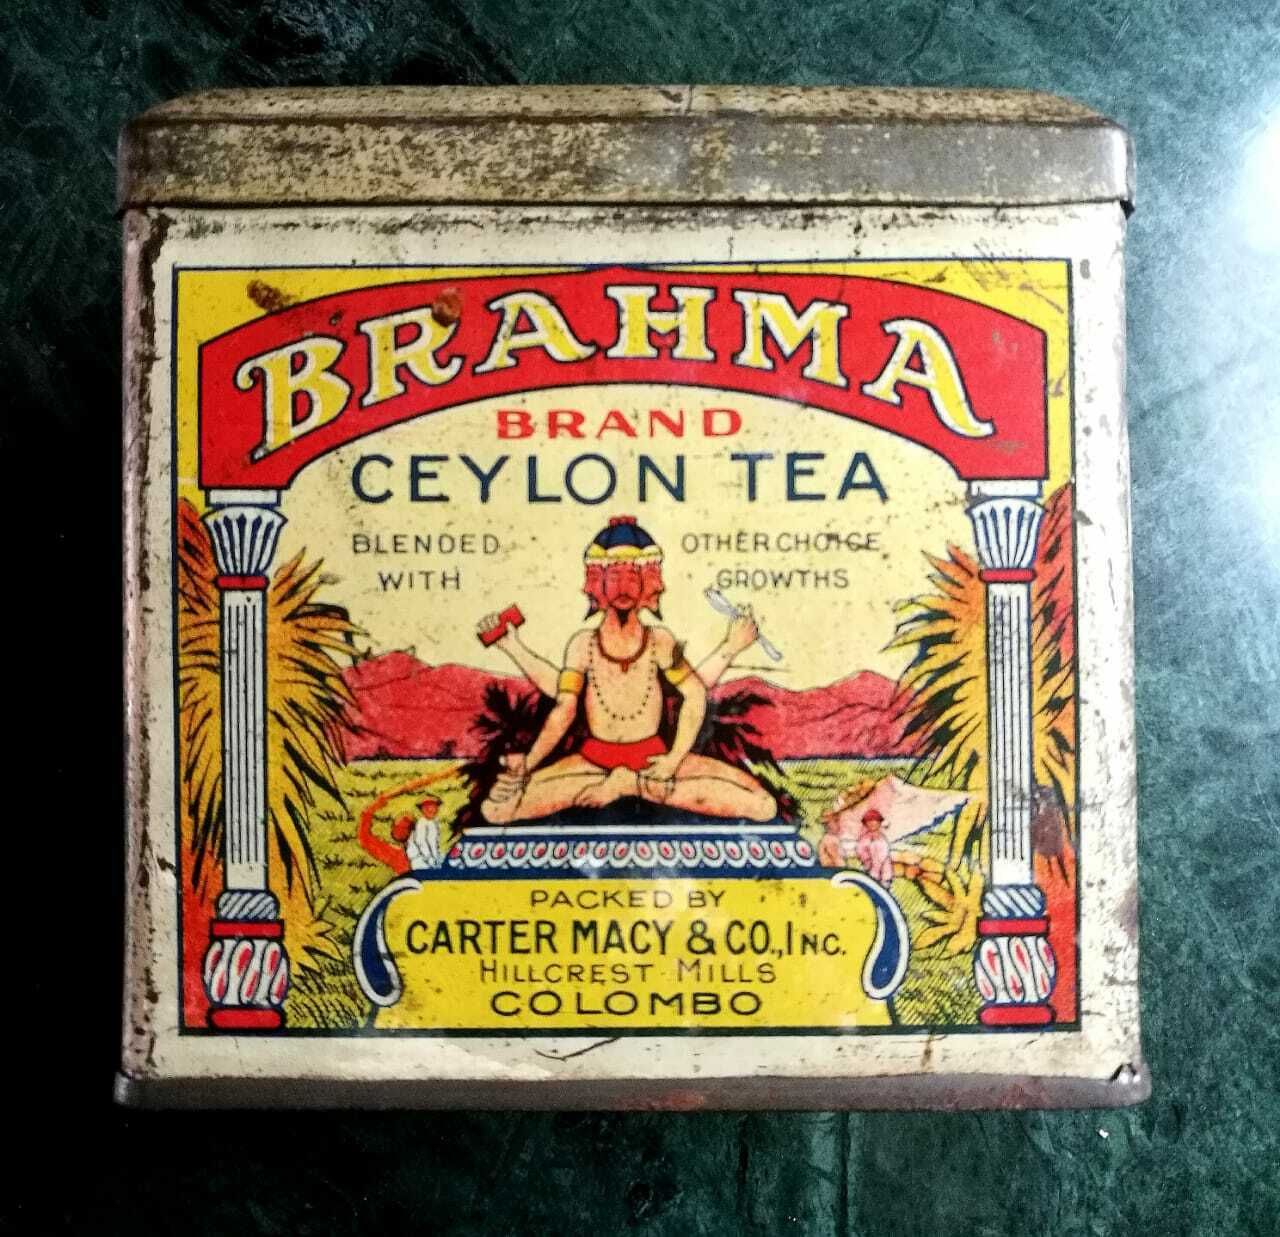 BRAHMA
BRAND
CEYLON TEA
BLENDED WITH
OTHER CHOICE GROWTHS
PACKED BY
CARTER MACY & CO., INC.
HILLCREST MILLS
COLOMBO